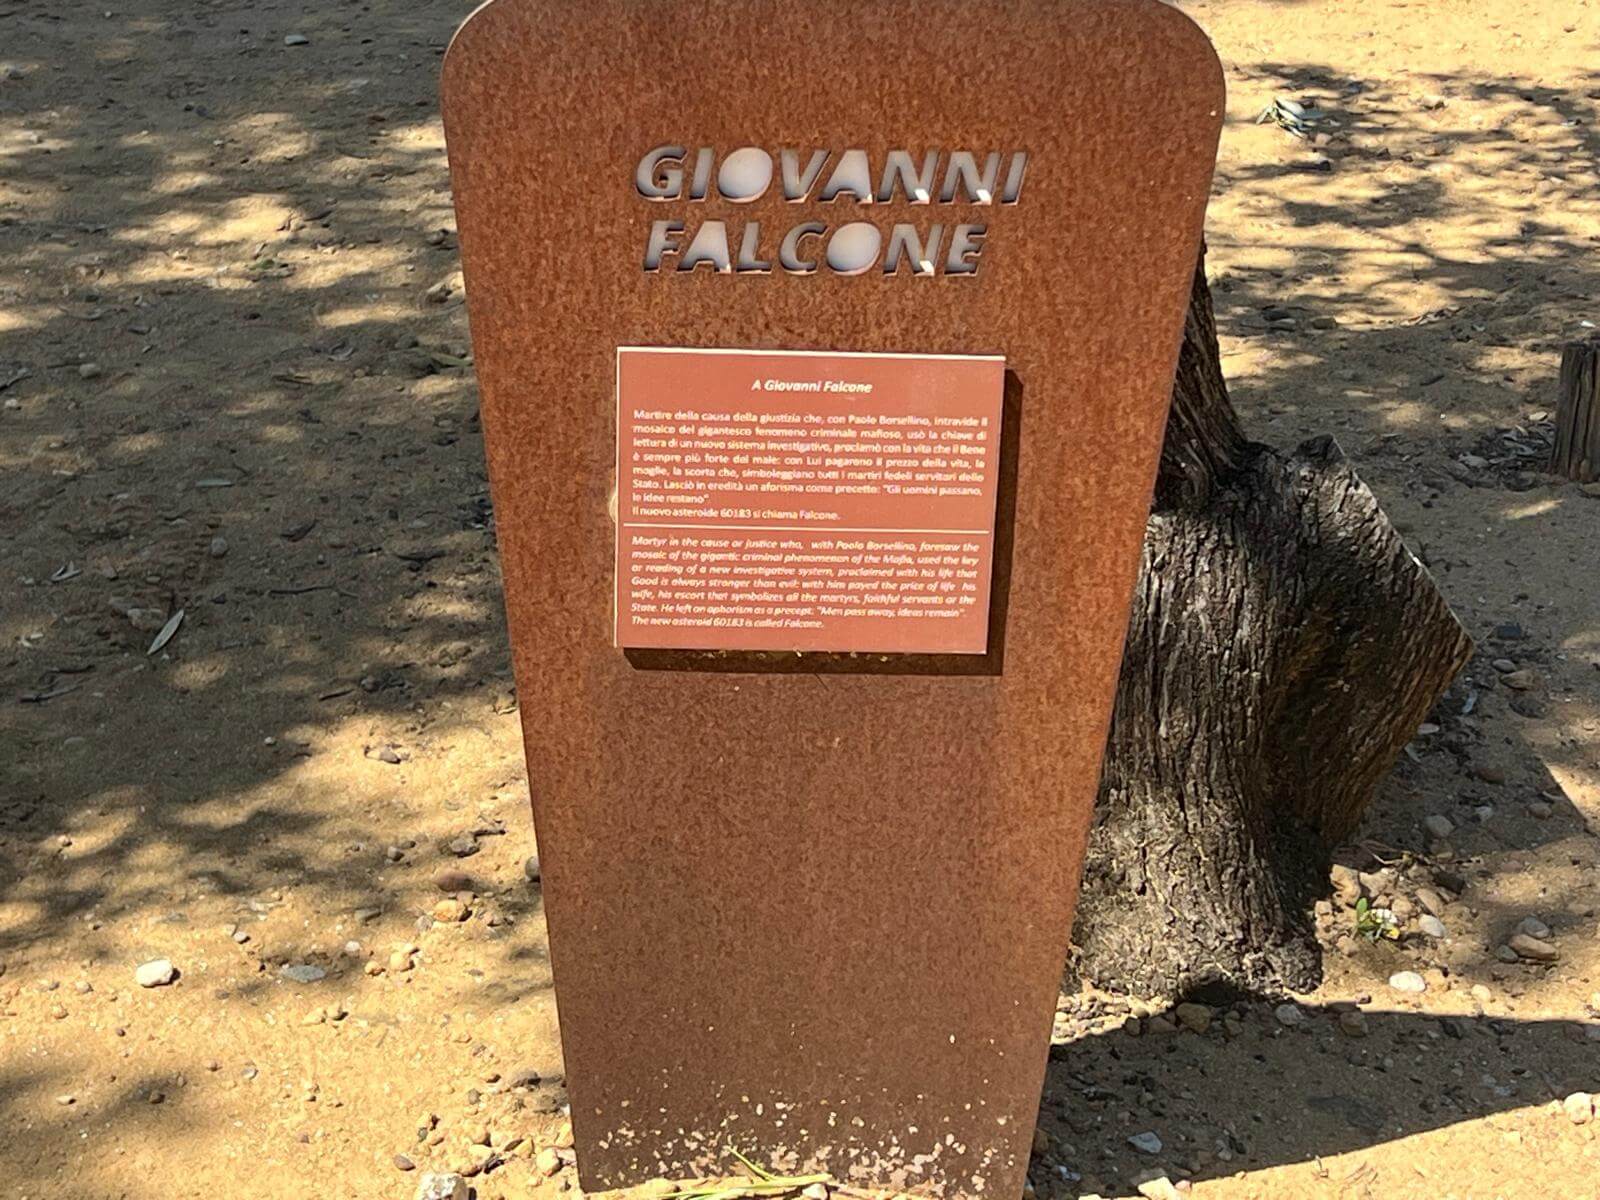 GIOVANNI
FALCONE
A Giovanni Falcone
Martire della causa della giustizia che, con Paolo Borsellino, intravide il
mosaico del gigantesco fenomeno criminale mafioso, usò la chiave di
lettura di un nuovo sistema investigativo, proclamò con la vita che il Bene
è sempre più forte del male: con Lui pagarono il prezzo della vita, la
moglie, la scorta che, simboleggiano tutti i martiri fedeli servitori dello
Stato. Lasciò in eredità un aforisma come precetto: "Gli uomini passano,
le idee restano".
Il nuovo asteroide 60183 si chiama Falcone.
Martyr in the cause or justice who, with Paolo Borsellino, foresaw the
mosaic of the gigantic criminal phenomenon of the Mafia, used the key
or reading of a new investigative system, proclaimed with his life that
Good is always stronger than evil: with him payed the price of life his
wife, his escort that symbolizes all the martyrs, faithful servants or the
State. He left an aphorism as a precept: "Men pass away, ideas remain".
The new asteroid 60183 is called Falcone.